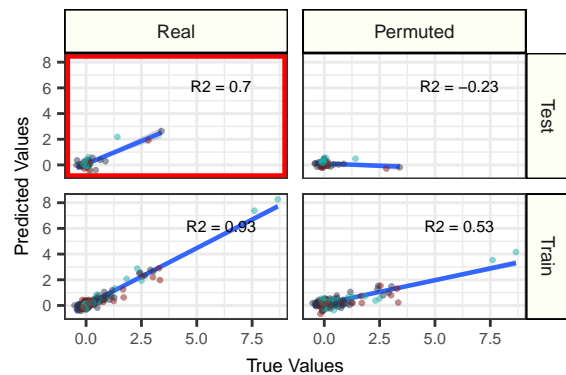 Real
Permuted
8
6
4
2
0
R2 = 0.7
R2 = −0.23
Test
8
6
4
2
0
R2 = 0.93
R2 = 0.53
Train
0.0
2.5
5.0
7.5
0.0
2.5
5.0
7.5
Predicted Values
True Values